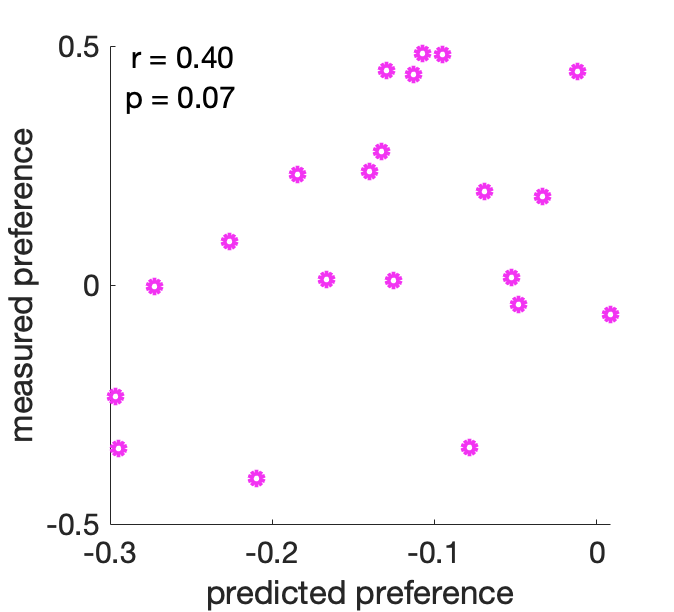 r = 0.40
p = 0.07
0.5
0
-0.5
measured preference
-0.3
-0.2
-0.1
0
predicted preference